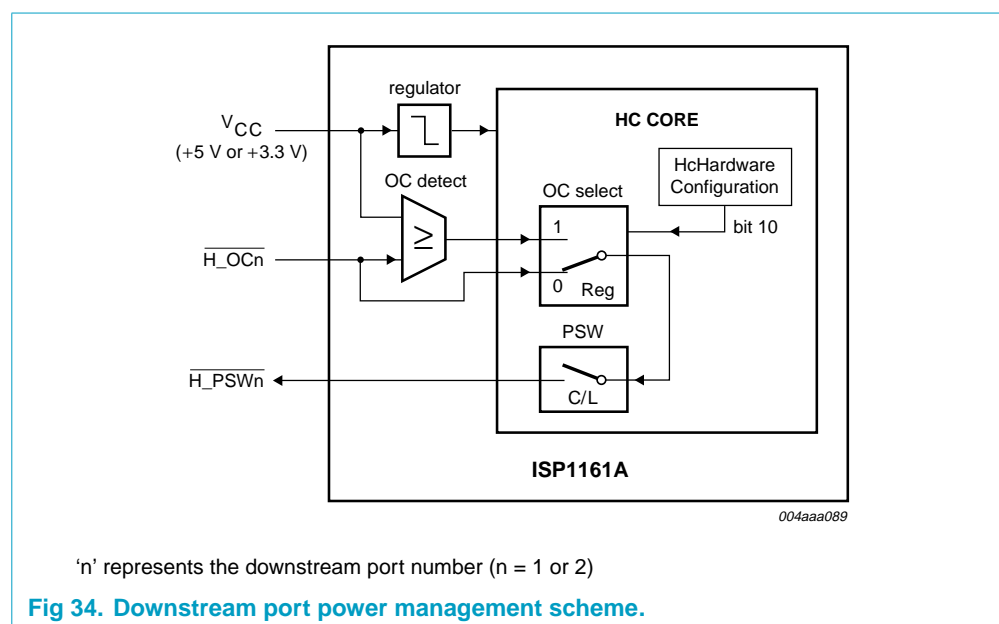 regulator
HC CORE
VCC
(+5 V or +3.3 V)
HcHardware
Configuration
OC detect
OC select
1
bit 10
≥
H_OCn
0
Reg
PSW
H_PSWn
C/L
ISP1161A
004aaa089
‘n’ represents the downstream port number (n = 1 or 2)
Fig 34. Downstream port power management scheme.